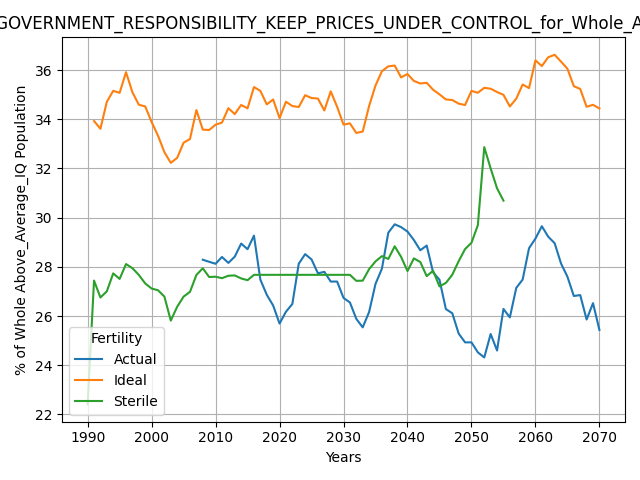 GOVERNMENT_RESPONSIBILITY_KEEP_PRICES_UNDER_CONTROL_for_Whole_A
% of Whole Above_Average_IQ Population
36
34
32
30
28
26
24
22
Fertility
Actual
Ideal
Sterile
1990 2000 2010 2020 2030 2040 2050 2060 2070
Years